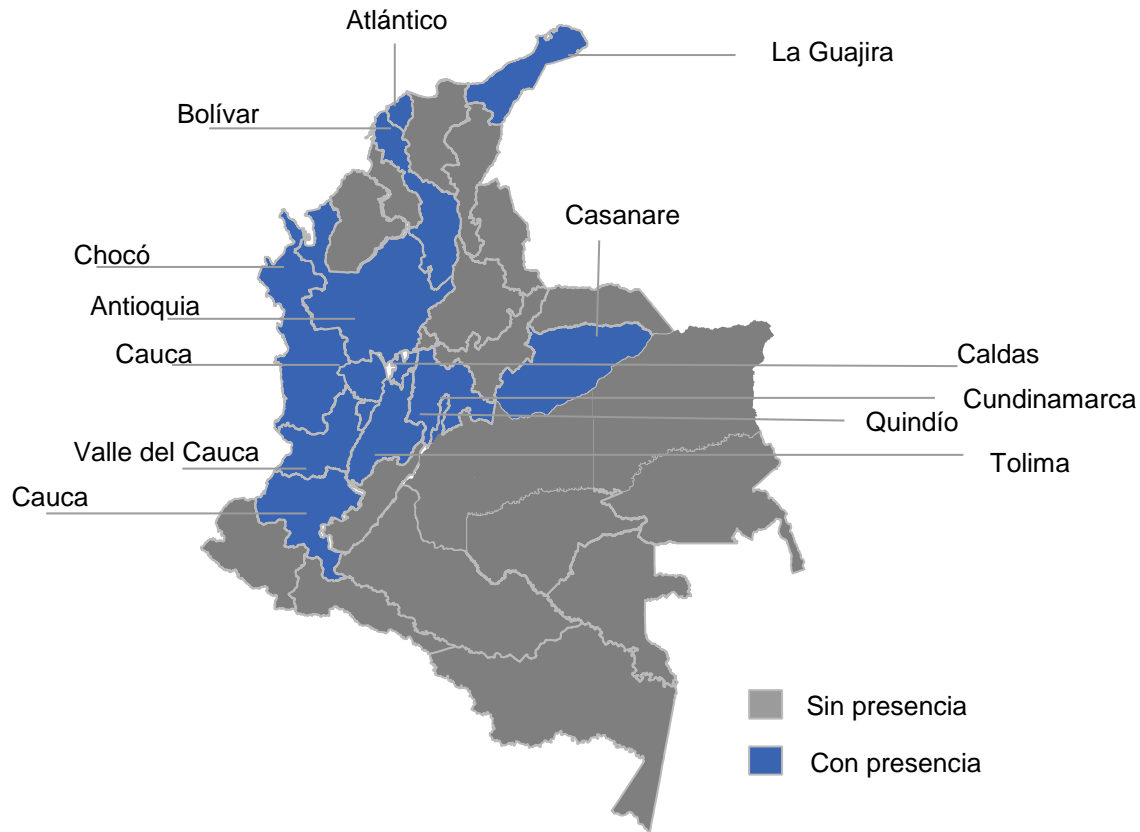 Atlántico
La Guajira
Bolívar
Casanare
Chocó
Antioquia
Cauca
Caldas
Cundinamarca
Quindío
Valle del Cauca
Tolima
Cauca
Sin presencia
Con presencia